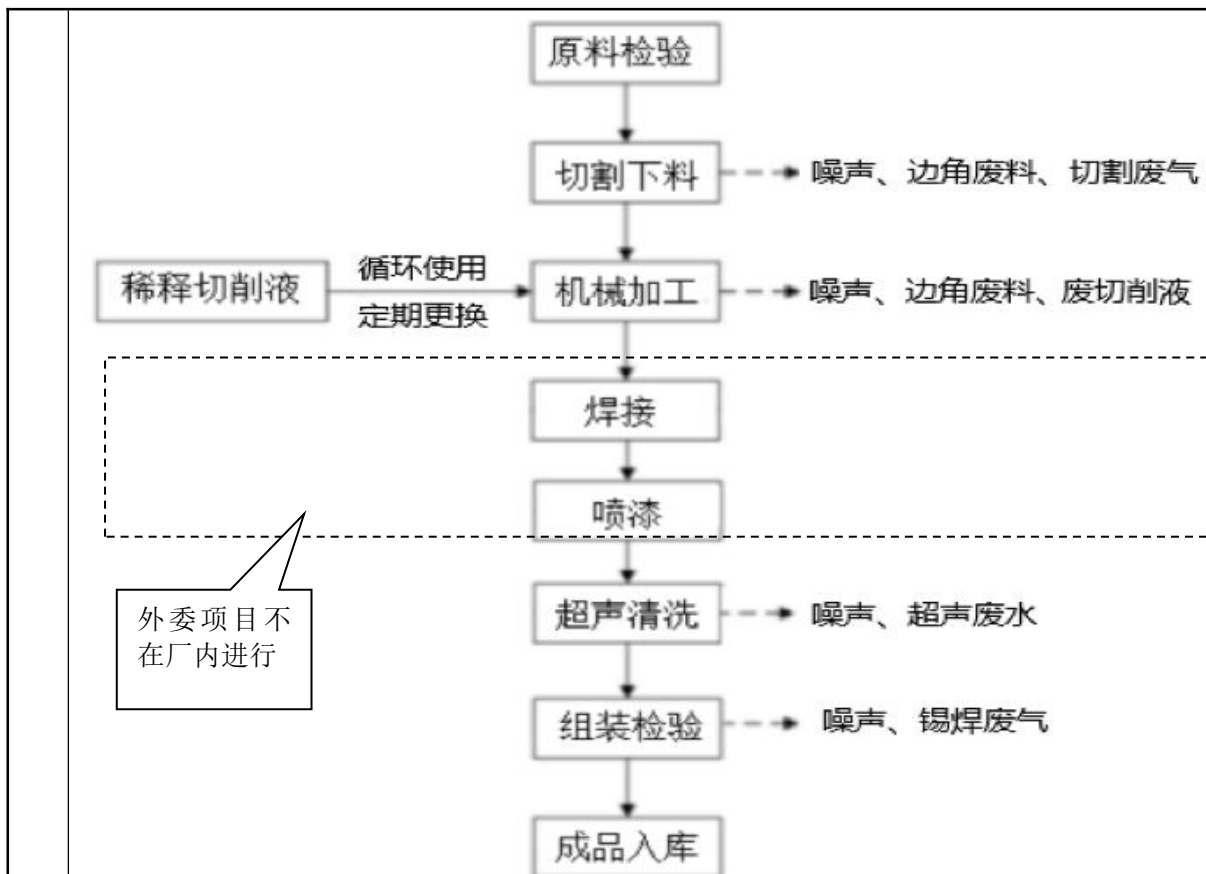 原料检验
切割下料
噪声、边角废料、切割废气
稀释切削液
循环使用
定期更换
机械加工
噪声、边角废料、废切削液
焊接
喷漆
外委项目不
在厂内进行
超声清洗
噪声、超声废水
组装检验
噪声、锡焊废气
成品入库